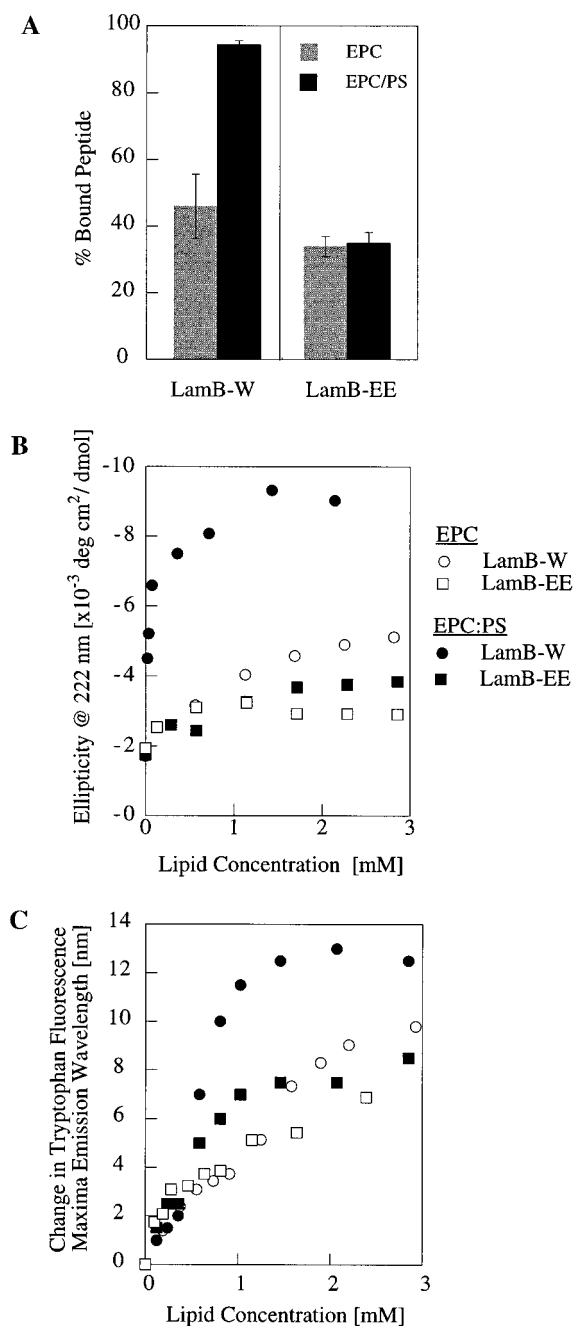 A
100
80
60
40
20
0
% Bound Peptide
EPC
EPC/PS
LamB-W
LamB-EE
B
Ellipticity @ 222 nm [x10⁻³ deg cm²/ dmol]
-10
-8
-6
-4
-2
-0
0
1
2
3
Lipid Concentration [mM]
EPC
LamB-W
LamB-EE
EPC:PS
LamB-W
LamB-EE
C
Change in Tryptophan Fluorescence
Maxima Emission Wavelength [nm]
14
12
10
8
6
4
2
0
0
1
2
3
Lipid Concentration [mM]